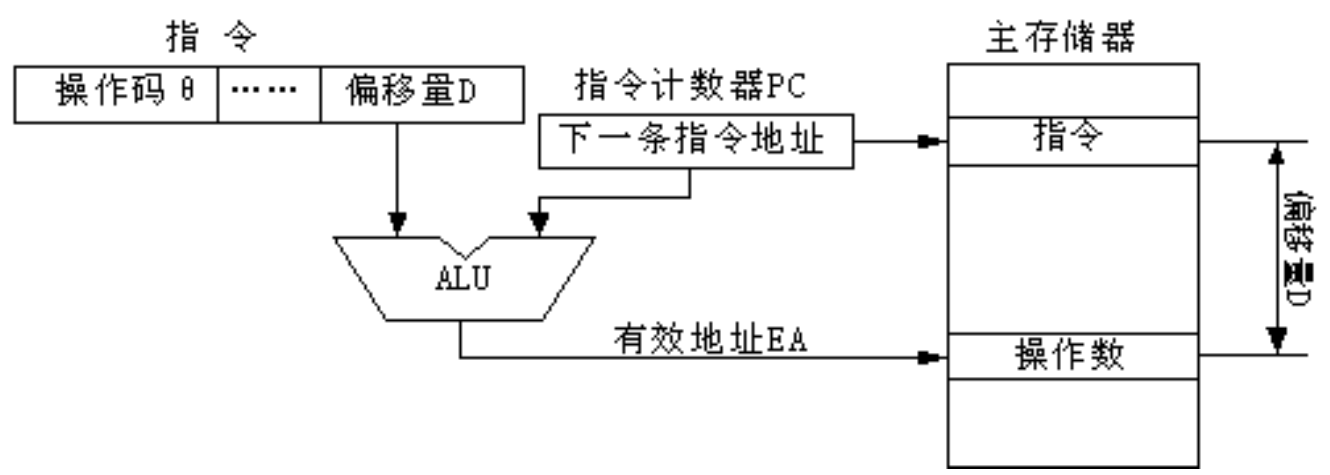 指 令
主存储器
操作码 θ
……
偏移量D
指令计数器PC
下一条指令地址
指令
偏移量D
ALU
有效地址EA
操作数